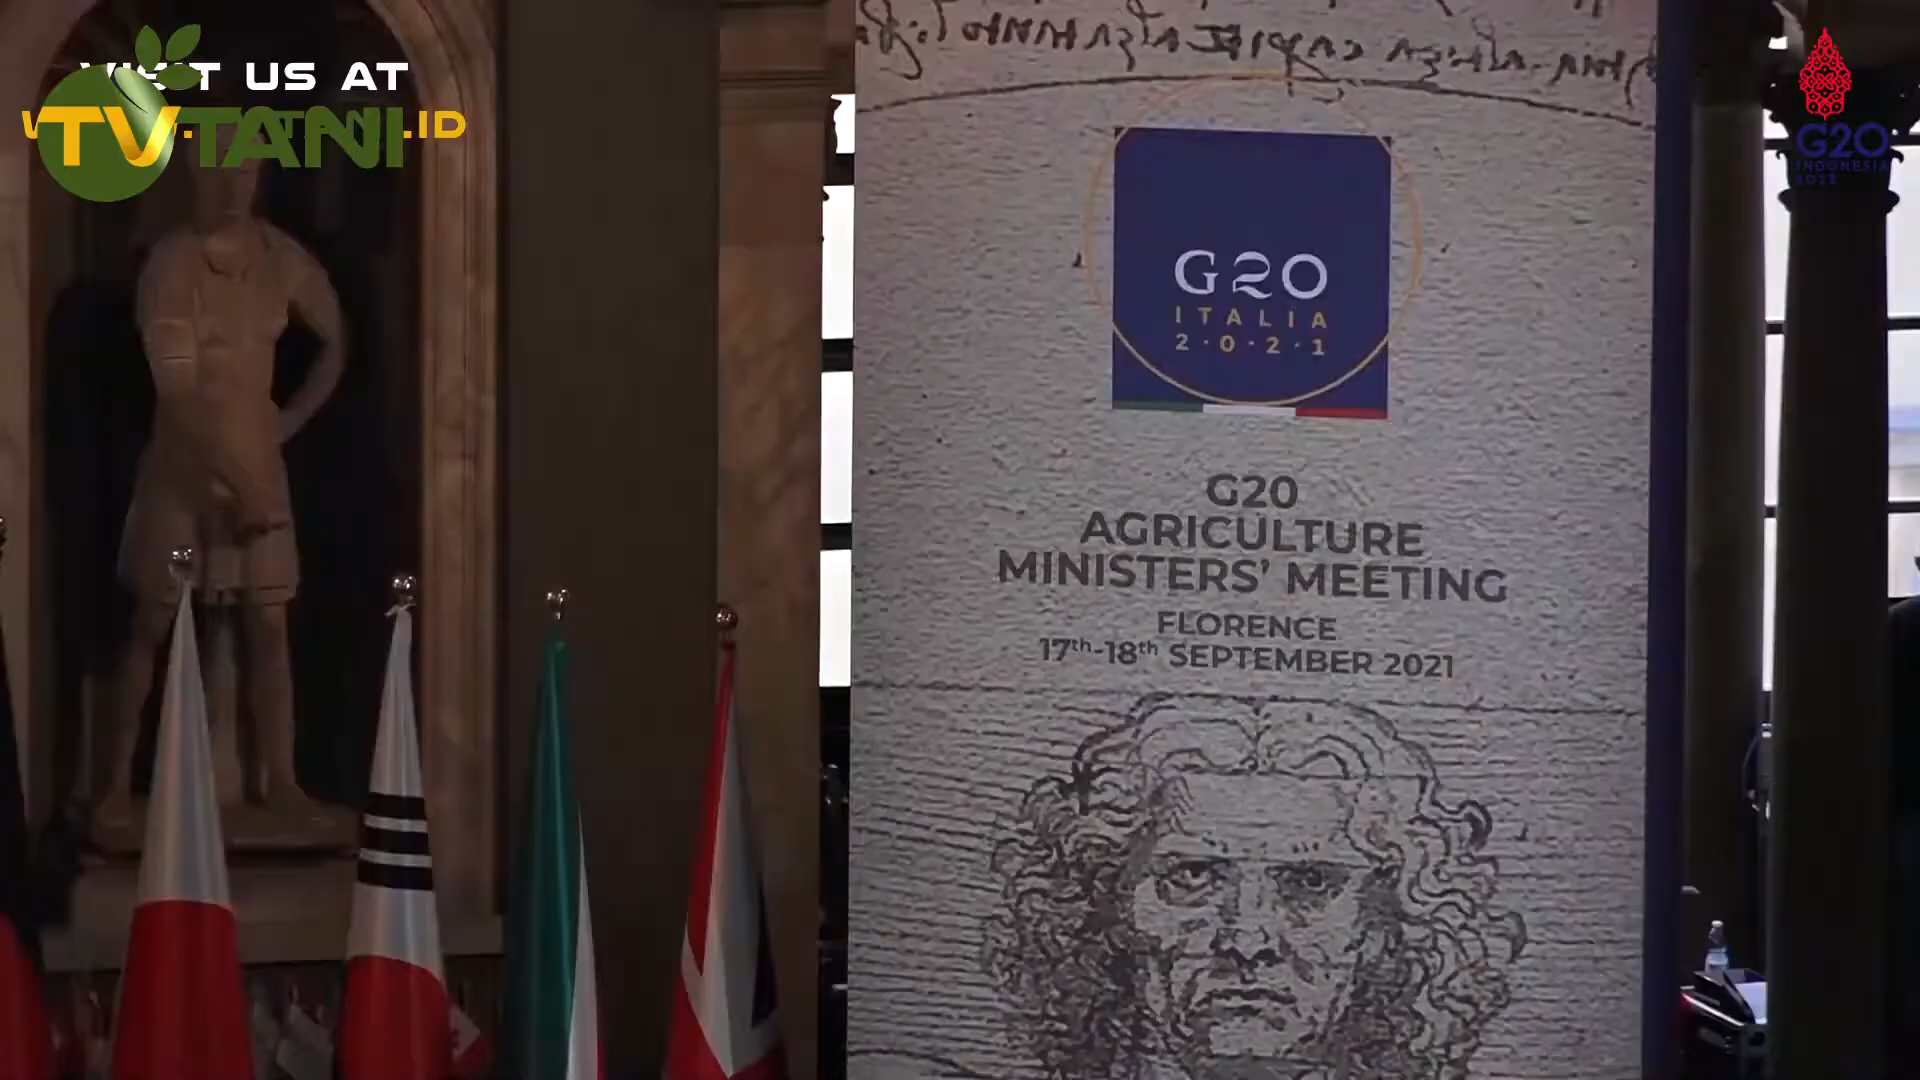 VISIT US AT
TVTANI
.ID
G20
INDONESIA
2022
G20
ITALIA
2·0·2·1
G20
AGRICULTURE
MINISTERS' MEETING
FLORENCE
17th-18th SEPTEMBER 2021